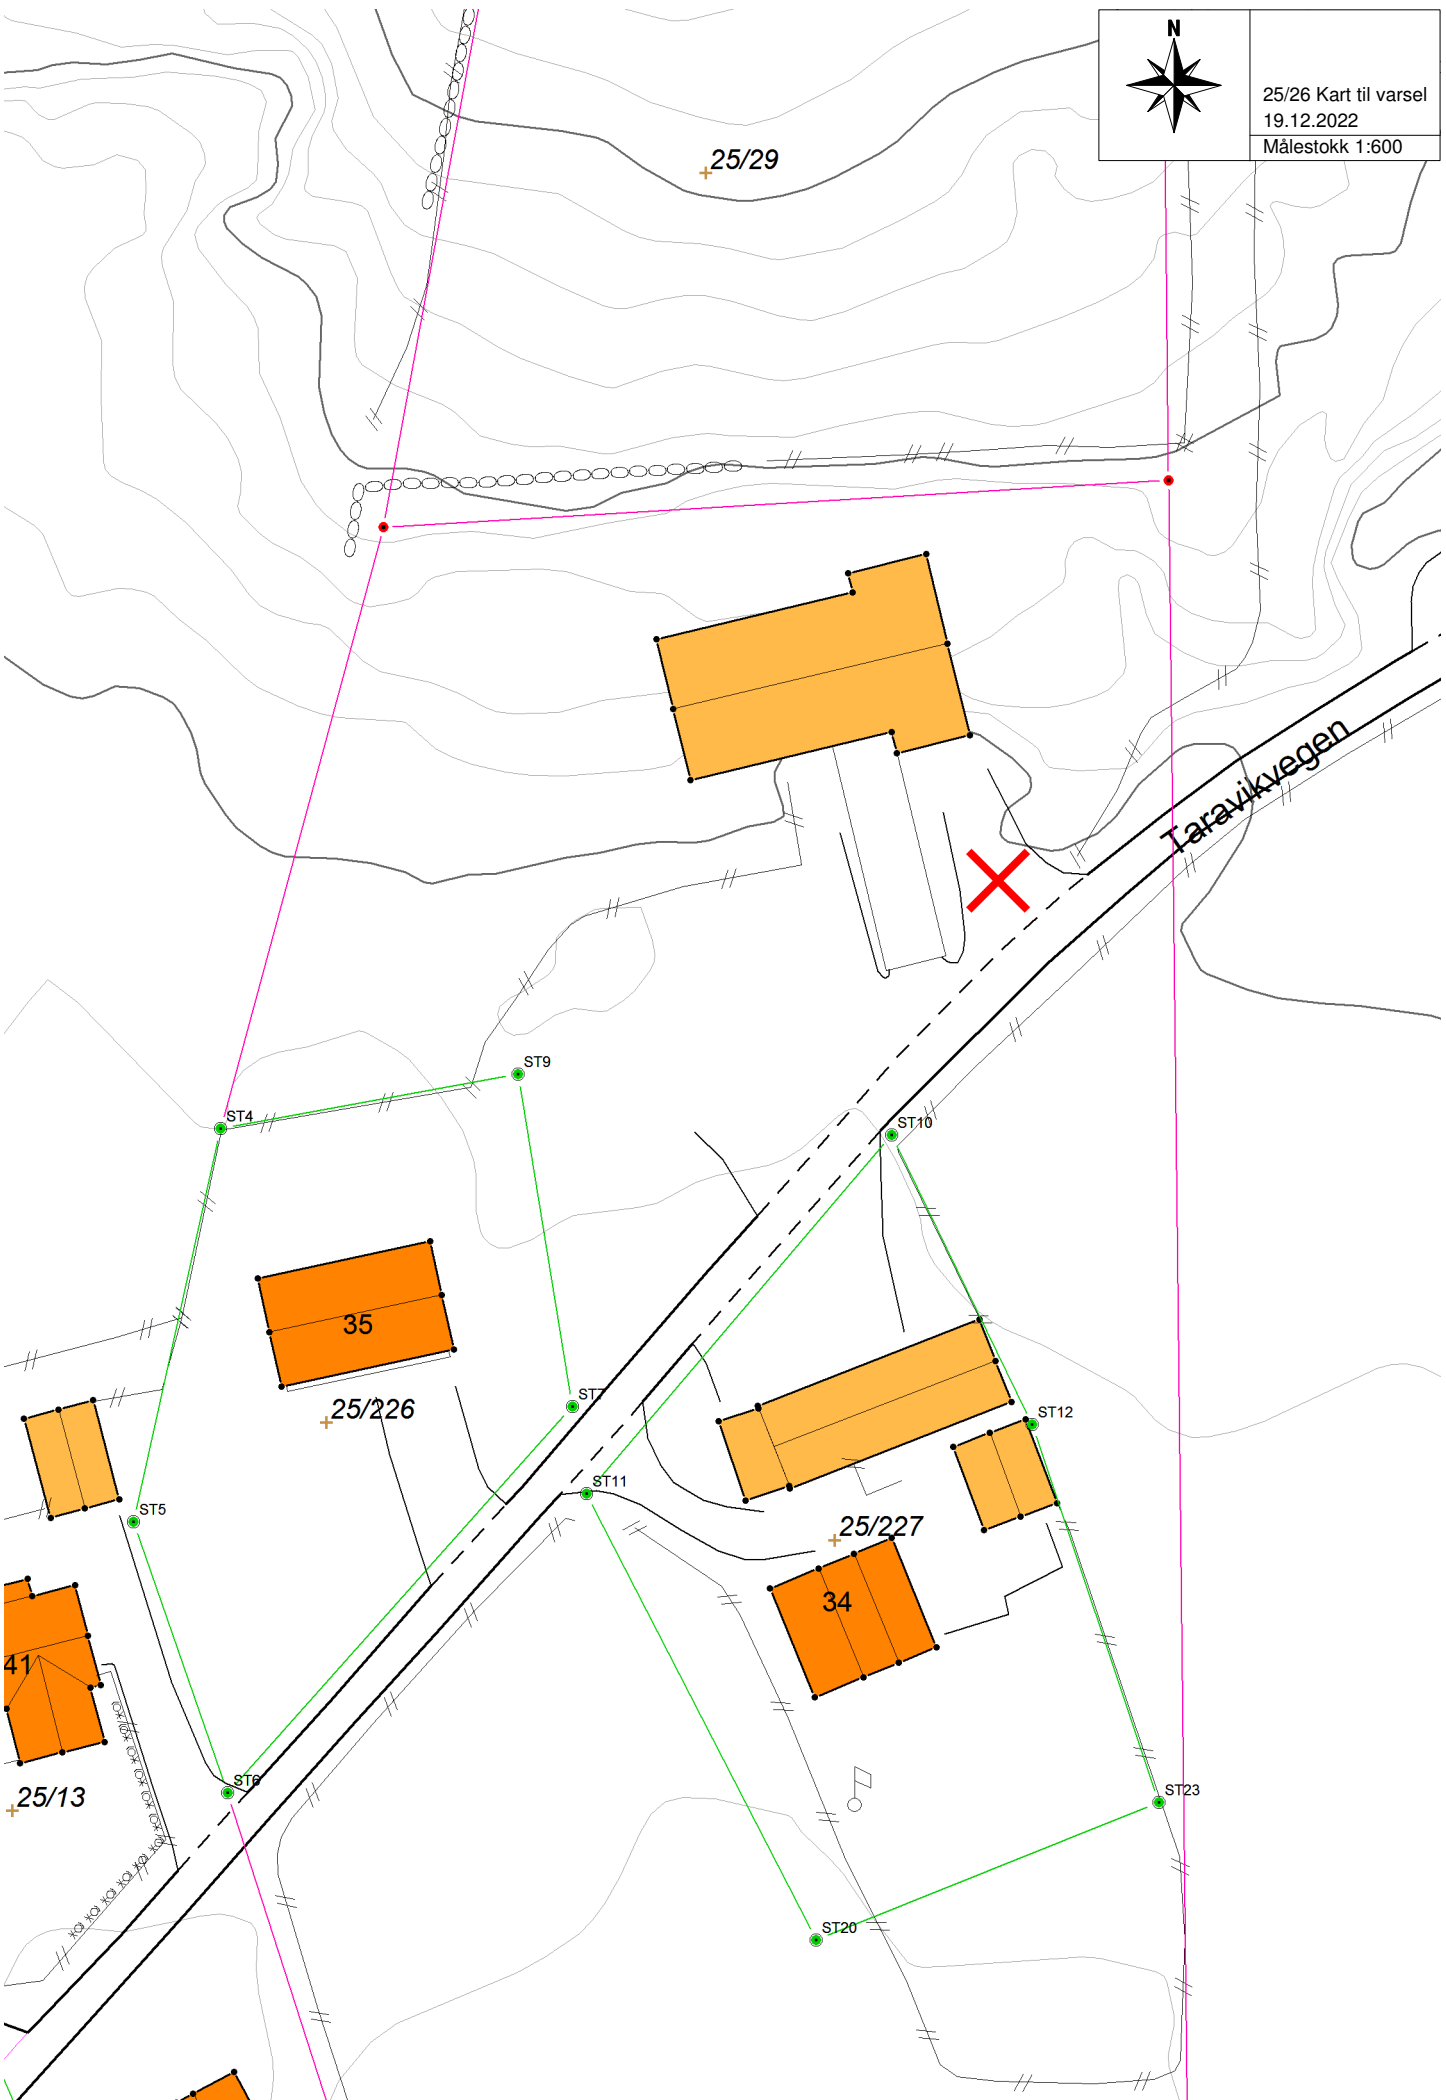 N
25/26 Kart til varsel
19.12.2022
Målestokk 1:600
25/29
Taravikvegen
ST9
ST4
ST10
35
25/226
ST7
ST12
ST11
ST5
25/227
34
41
ST6
25/13
ST23
ST20